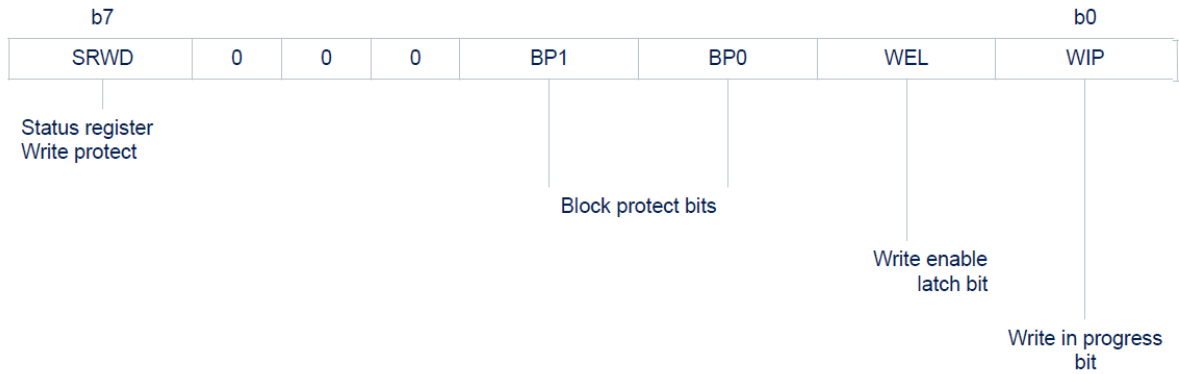 b7 b0
SRWD 0 0 0 BP1 BP0 WEL WIP
Status register
Write protect
Block protect bits
Write enable
latch bit
Write in progress
bit